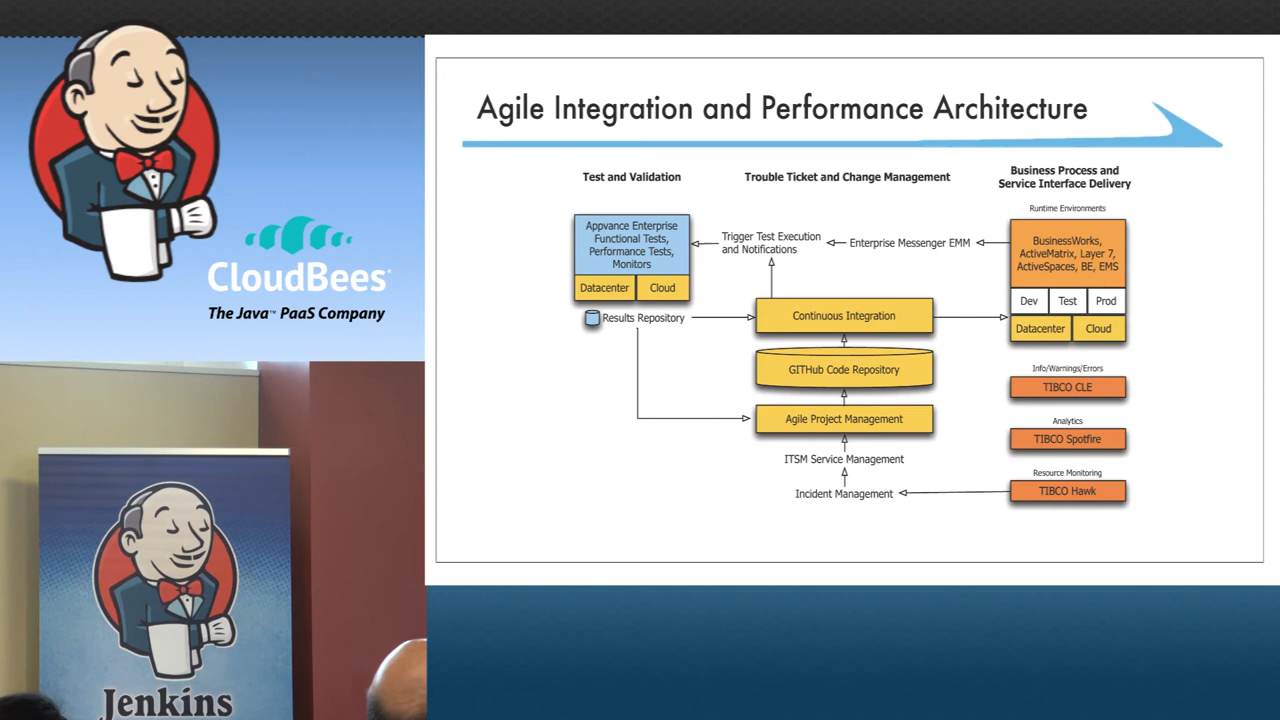 CloudBees
The Java™ PaaS Company
Jenkins
Agile Integration and Performance Architecture
Test and Validation
Trouble Ticket and Change Management
Business Process and
Service Interface Delivery
Runtime Environments
Appvance Enterprise
Functional Tests,
Performance Tests,
Monitors
Datacenter
Cloud
Results Repository
Trigger Test Execution
and Notifications
Enterprise Messenger EMM
Continuous Integration
GITHub Code Repository
Agile Project Management
ITSM Service Management
Incident Management
BusinessWorks,
ActiveMatrix, Layer 7,
ActiveSpaces, BE, EMS
Dev
Test
Prod
Datacenter
Cloud
Info/Warnings/Errors
TIBCO CLE
Analytics
TIBCO Spotfire
Resource Monitoring
TIBCO Hawk